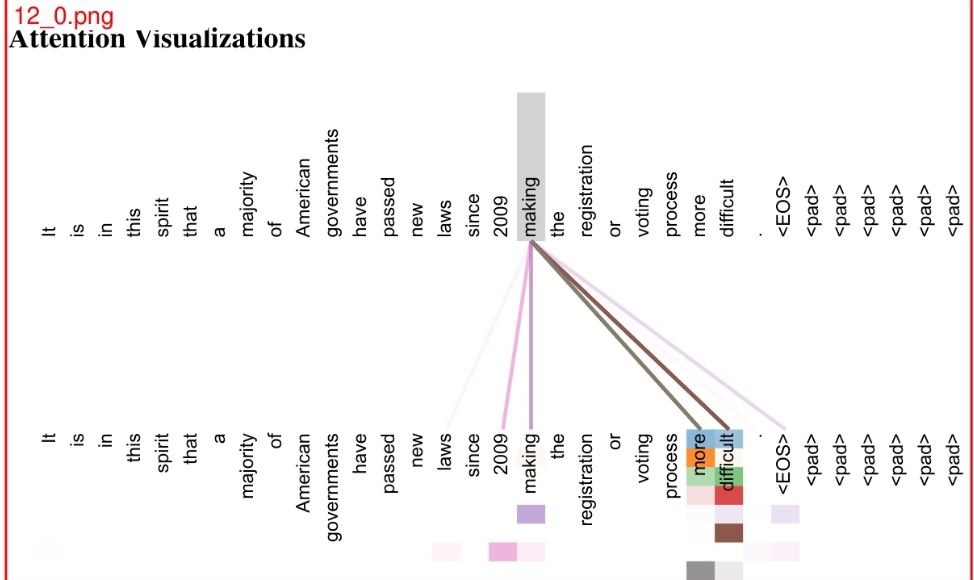 12_0.png
Attention Visualizations
It is in this spirit that a majority of American governments have passed new laws since 2009 making the registration or voting process more difficult . <EOS> <pad> <pad> <pad> <pad> <pad> <pad>
It is in this spirit that a majority of American governments have passed new laws since 2009 making the registration or voting process more difficult . <EOS> <pad> <pad> <pad> <pad> <pad> <pad>